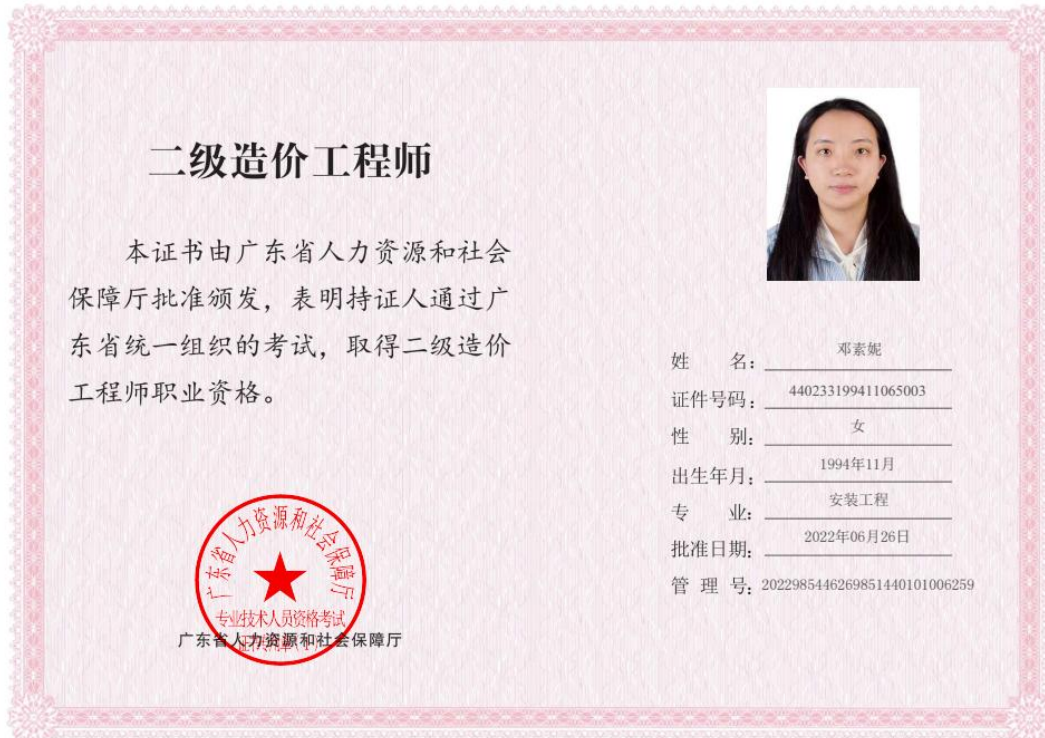 二级造价工程师
本证书由广东省人力资源和社会
保障厅批准颁发，表明持证人通过广
东省统一组织的考试，取得二级造价
工程师职业资格。
广东省人力资源和社会保障厅
专业技术人员资格考试
广东省人力资源和社会保障厅
姓 名：邓素妮
证件号码：440233199411065003
性 别：女
出生年月：1994年11月
专 业：安装工程
批准日期：2022年06月26日
管 理 号：2022985446269851440101006259